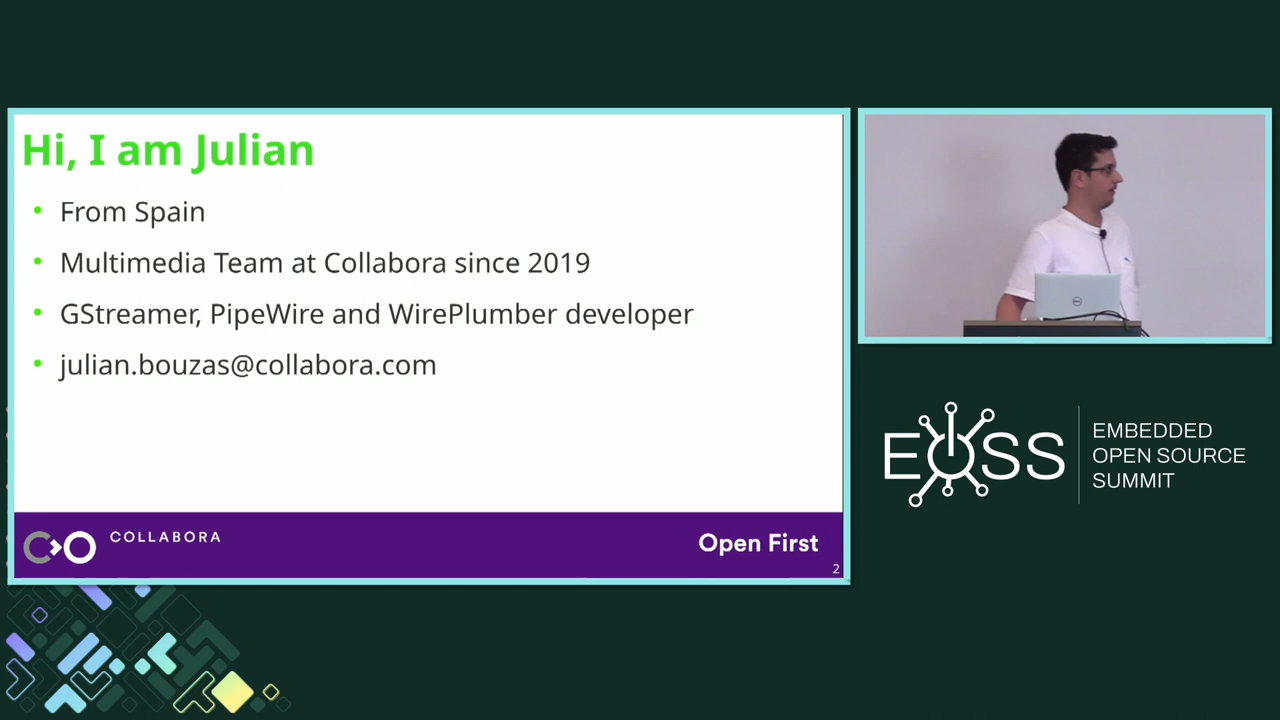 Hi, I am Julian
From Spain
Multimedia Team at Collabora since 2019
GStreamer, PipeWire and WirePlumber developer
julian.bouzas@collabora.com
COLLABORA
Open First
2
EOSS
EMBEDDED
OPEN SOURCE
SUMMIT